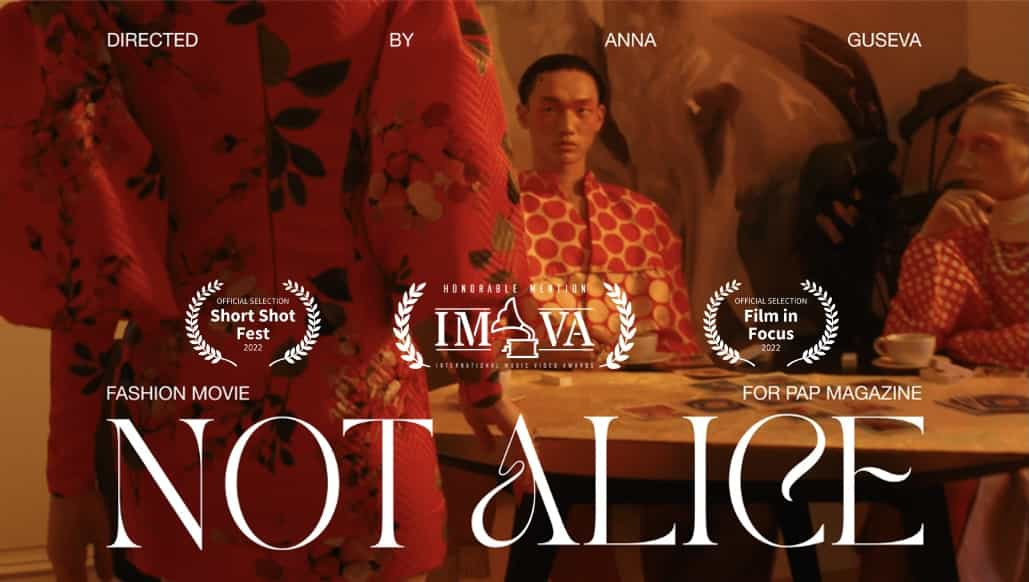 DIRECTED BY ANNA GUSEVA
OFFICIAL SELECTION
Short Shot
Fest
2022
HONORABLE MENTION
IMVA
INTERNATIONAL MUSIC VIDEO AWARDS
OFFICIAL SELECTION
Film in
Focus
2022
FASHION MOVIE
FOR PAP MAGAZINE
NOT ALICE